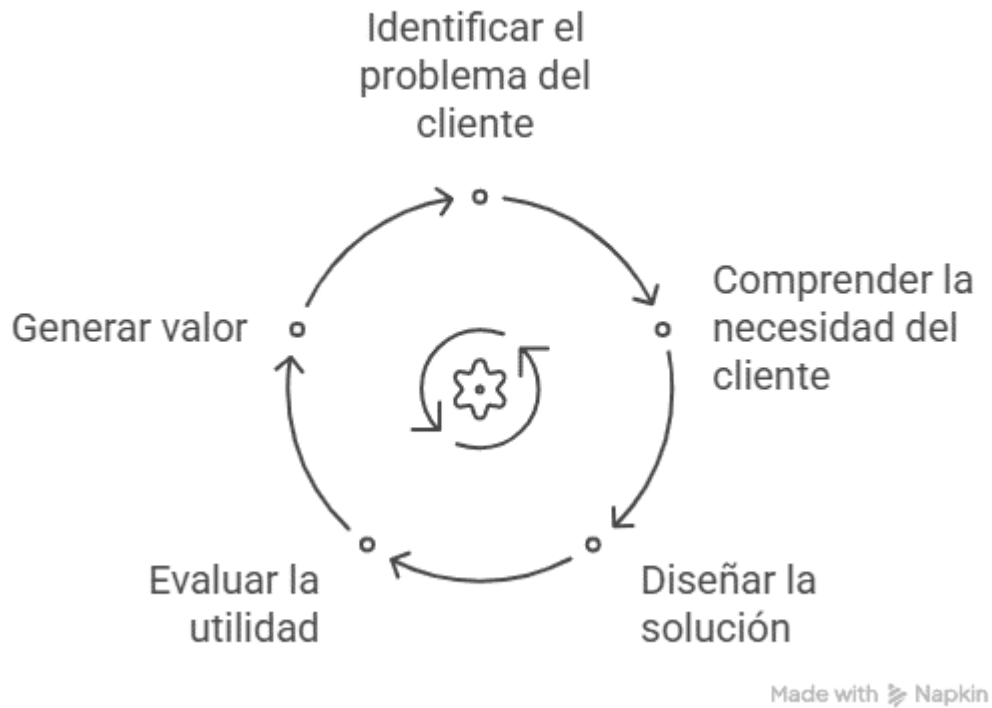 Identificar el
problema del
cliente
Comprender la
necesidad del
cliente
Diseñar la
solución
Evaluar la
utilidad
Generar valor
Made with Napkin